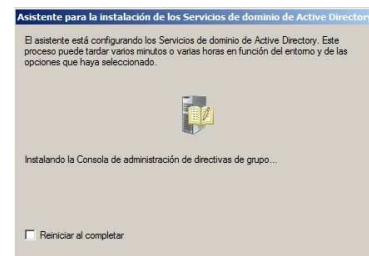 Asistente para la instalación de los Servicios de dominio de Active Director
El asistente está configurando los Servicios de dominio de Active Directory. Este
proceso puede tardar varios minutos o varias horas en función del entorno y de las
opciones que haya seleccionado.
Instalando la Consola de administración de directivas de grupo...
Reiniciar al completar